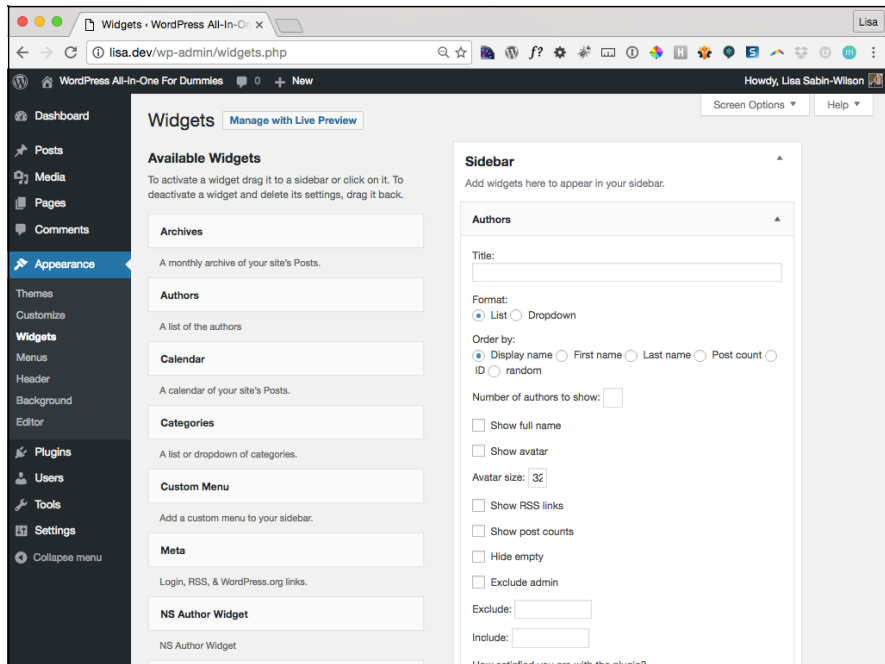 Widgets ‹ WordPress All-In-On
Lisa
lisa.dev/wp-admin/widgets.php
f?
WordPress All-In-One For Dummies 0 + New
Howdy, Lisa Sabin-Wilson
Screen Options ▼
Help ▼
Dashboard
Posts
Media
Pages
Comments
Appearance
Themes
Customize
Widgets
Menus
Header
Background
Editor
Plugins
Users
Tools
Settings
Collapse menu
Widgets
Manage with Live Preview
Available Widgets
To activate a widget drag it to a sidebar or click on it. To
deactivate a widget and delete its settings, drag it back.
Archives
A monthly archive of your site's Posts.
Authors
A list of the authors
Calendar
A calendar of your site's Posts.
Categories
A list or dropdown of categories.
Custom Menu
Add a custom menu to your sidebar.
Meta
Login, RSS, & WordPress.org links.
NS Author Widget
NS Author Widget
Sidebar
Add widgets here to appear in your sidebar.
Authors
Title:
Format:
List Dropdown
Order by:
Display name First name Last name Post count
ID random
Number of authors to show:
Show full name
Show avatar
Avatar size: 32
Show RSS links
Show post counts
Hide empty
Exclude admin
Exclude:
Include:
How satisfied you are with the plugin?